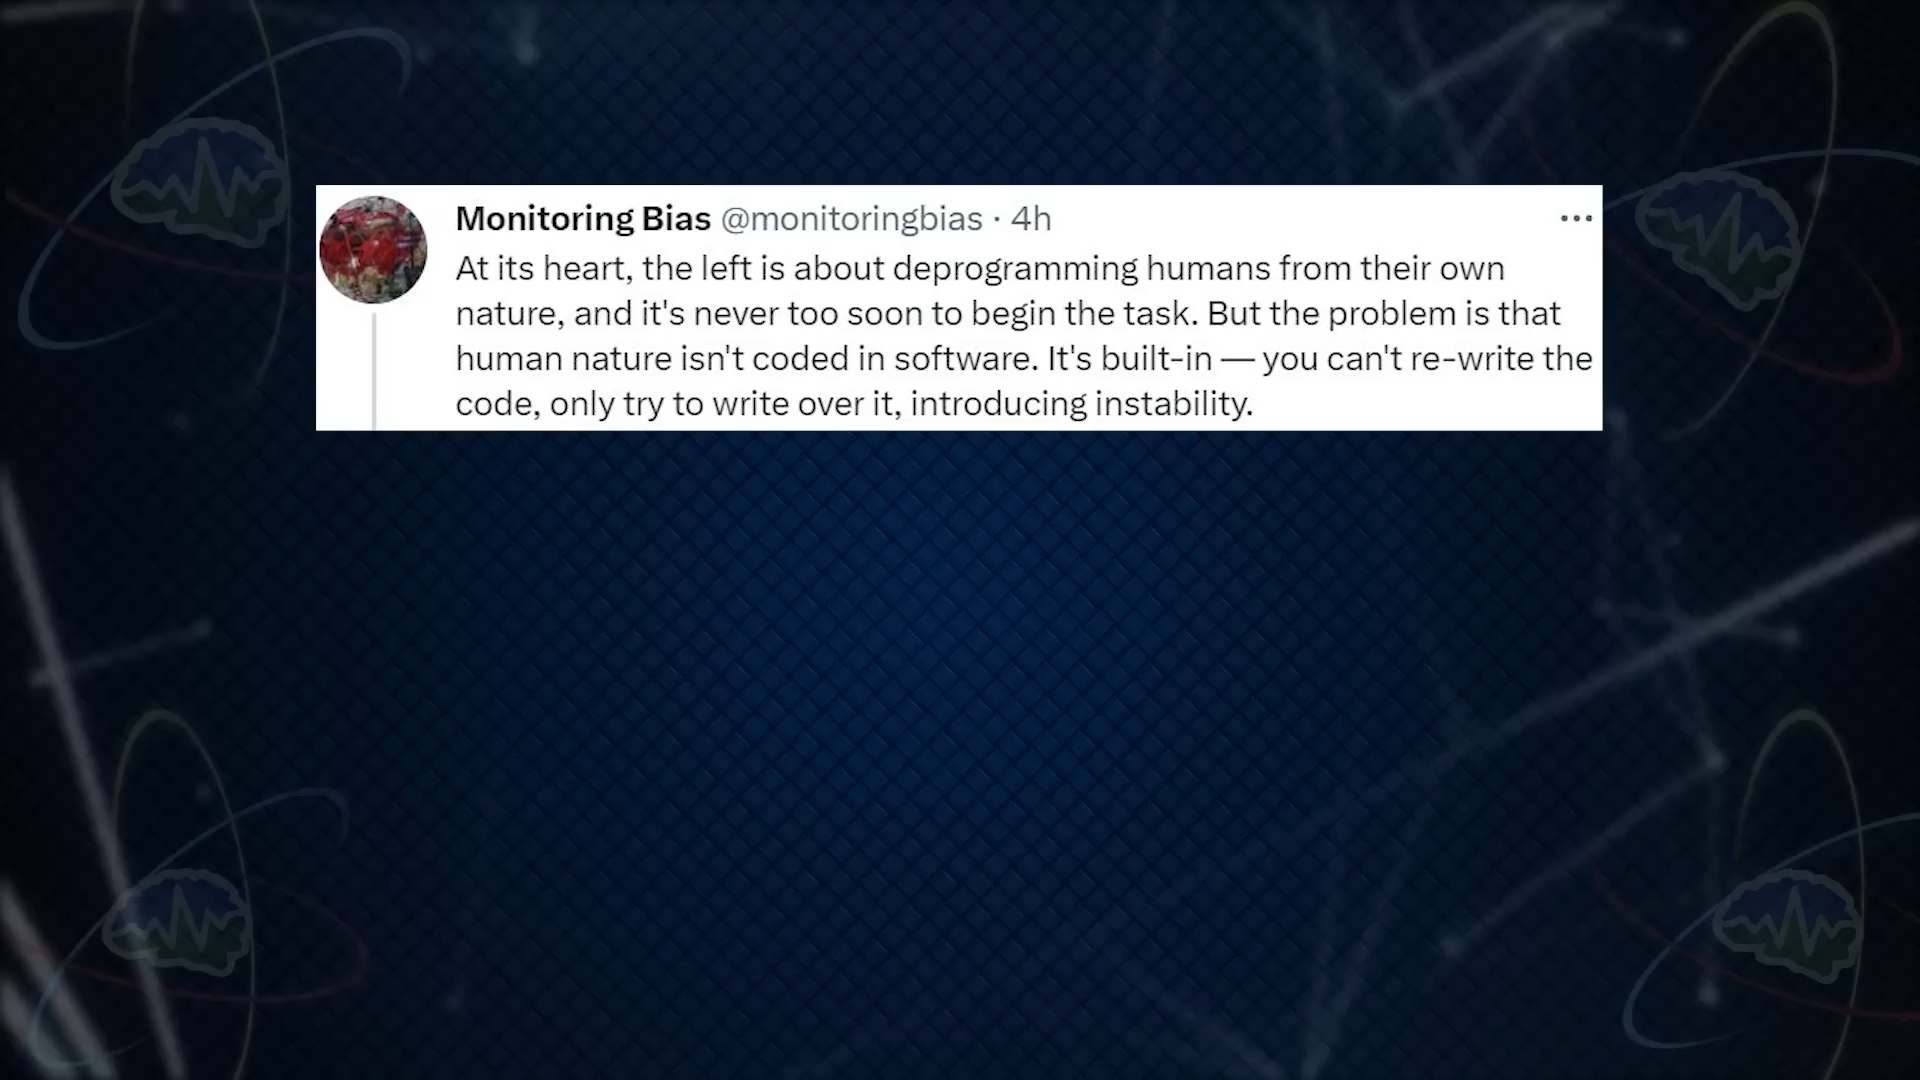 Monitoring Bias @monitoringbias · 4h
At its heart, the left is about deprogramming humans from their own
nature, and it's never too soon to begin the task. But the problem is that
human nature isn't coded in software. It's built-in — you can't re-write the
code, only try to write over it, introducing instability.